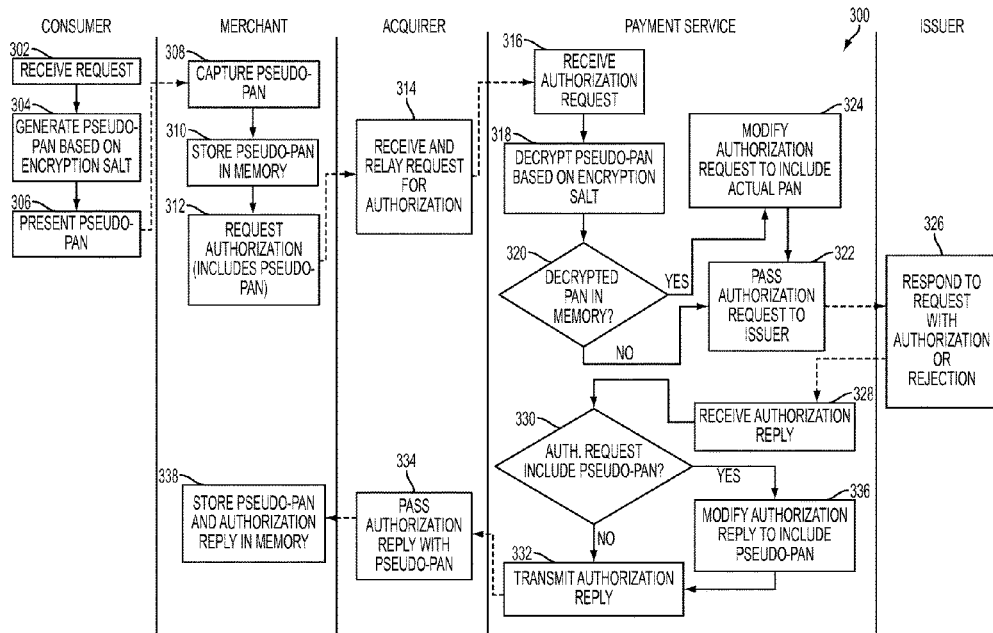 CONSUMER
MERCHANT
ACQUIRER
PAYMENT SERVICE
300
ISSUER
302
RECEIVE REQUEST
304
GENERATE PSEUDO-
PAN BASED ON
ENCRYPTION SALT
306
PRESENT PSEUDO-
PAN
308
CAPTURE PSEUDO-
PAN
310
STORE PSEUDO-PAN
IN MEMORY
312
REQUEST
AUTHORIZATION
(INCLUDES PSEUDO-
PAN)
314
RECEIVE AND
RELAY REQUEST
FOR
AUTHORIZATION
316
RECEIVE
AUTHORIZATION
REQUEST
318
DECRYPT PSEUDO-PAN
BASED ON ENCRYPTION
SALT
320
DECRYPTED
PAN IN
MEMORY?
YES
NO
324
MODIFY
AUTHORIZATION
REQUEST TO INCLUDE
ACTUAL PAN
322
PASS
AUTHORIZATION
REQUEST TO
ISSUER
326
RESPOND TO
REQUEST
WITH
AUTHORIZATION
OR
REJECTION
328
RECEIVE AUTHORIZATION
REPLY
330
AUTH. REQUEST
INCLUDE PSEUDO-PAN?
YES
NO
336
MODIFY AUTHORIZATION
REPLY TO INCLUDE
PSEUDO-PAN
332
TRANSMIT AUTHORIZATION
REPLY
334
PASS
AUTHORIZATION
REPLY WITH
PSEUDO-PAN
338
STORE PSEUDO-PAN
AND AUTHORIZATION
REPLY IN MEMORY